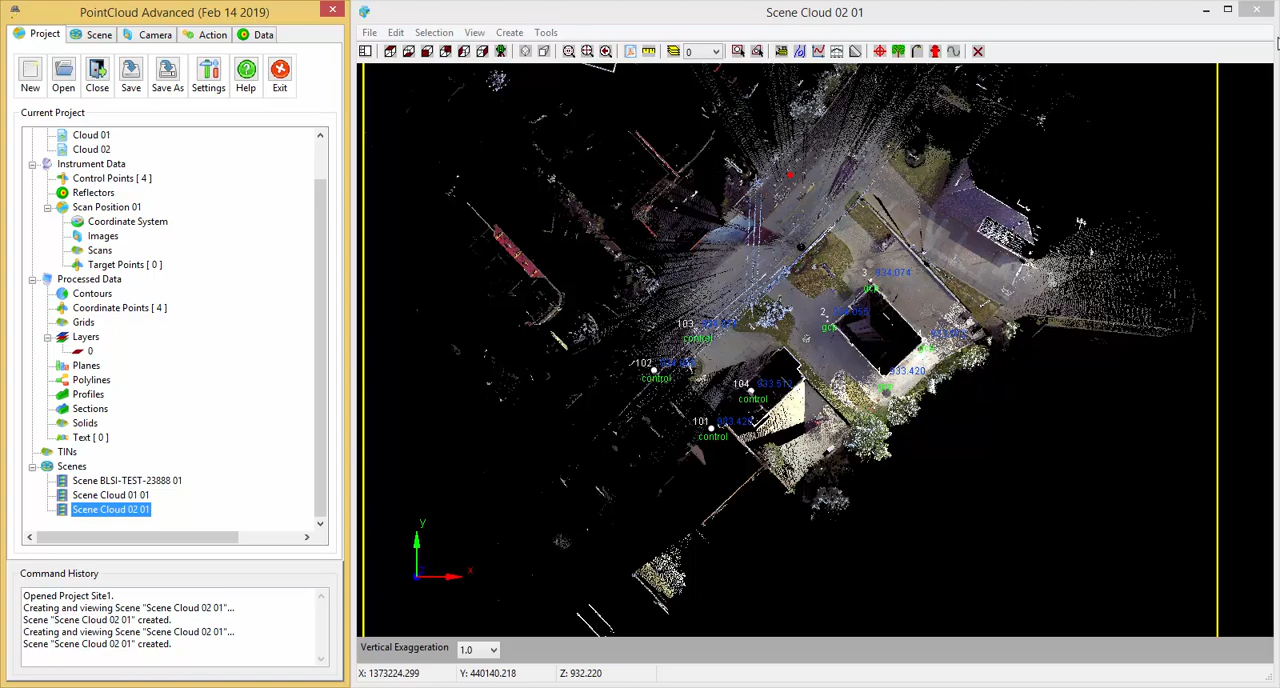 PointCloud Advanced (Feb 14 2019)
Project
Scene
Camera
Action
Data
New
Open
Close
Save
Save As
Settings
Help
Exit
Current Project
Cloud 01
Cloud 02
Instrument Data
Control Points [ 4 ]
Reflectors
Scan Position 01
Coordinate System
Images
Scans
Target Points [ 0 ]
Processed Data
Contours
Coordinate Points [ 4 ]
Grids
Layers
0
Planes
Polylines
Profiles
Sections
Solids
Text [ 0 ]
TINs
Scenes
Scene BLSI-TEST-23888 01
Scene Cloud 01 01
Scene Cloud 02 01
Command History
Opened Project Site1.
Creating and viewing Scene "Scene Cloud 02 01"...
Scene "Scene Cloud 02 01" created.
Creating and viewing Scene "Scene Cloud 02 01"...
Scene "Scene Cloud 02 01" created.
Scene Cloud 02 01
File
Edit
Selection
View
Create
Tools
0
3
834.074
gcp
2
gcp
103
control
102
control
104
933.512
control
933.420
101
control
y
x
Vertical Exaggeration
1.0
X: 1373224.299
Y: 440140.218
Z: 932.220